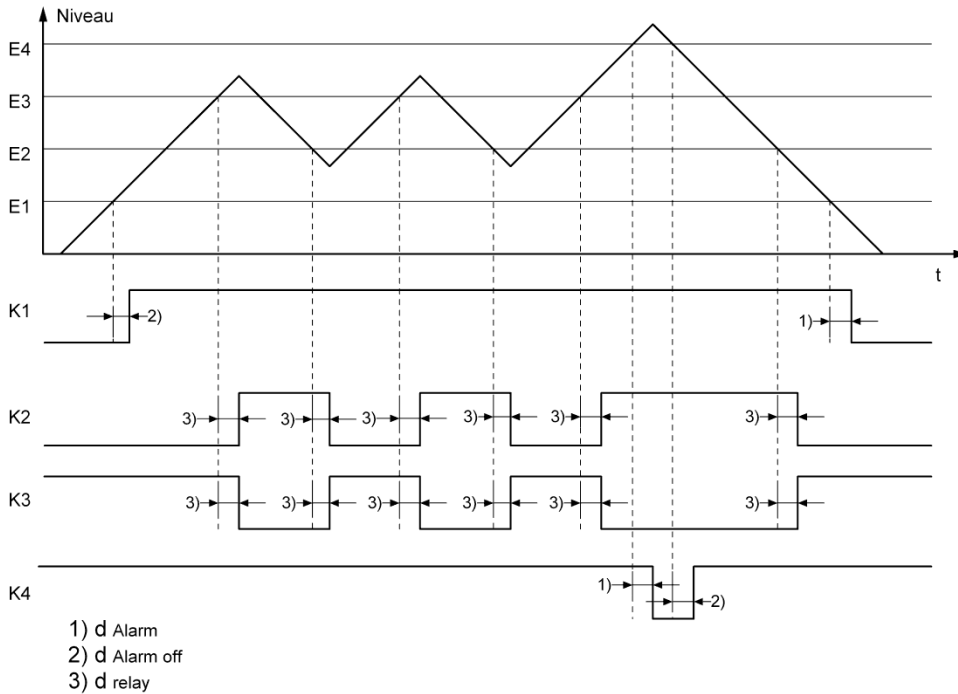 Niveau
E4
E3
E2
E1
t
K1
2)
1)
K2
3) 3) 3) 3) 3) 3)
K3
3) 3) 3) 3) 3) 3)
K4
1)
2)
1) d Alarm
2) d Alarm off
3) d relay